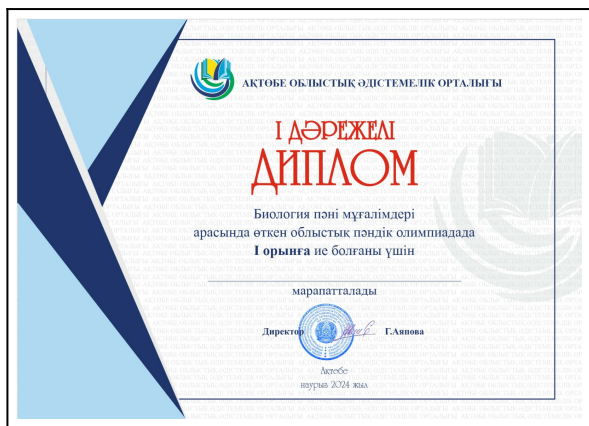 АҚТӨБЕ ОБЛЫСТЫҚ ӘДІСТЕМЕЛІК ОРТАЛЫҒЫ
І ДӘРЕЖЕЛІ
ДИПЛОМ
Биология пәні мұғалімдері
арасында өткен облыстық пәндік олимпиадада
І орынға ие болғаны үшін
марапатталады
Директор Г.Аяпова
Ақтөбе
наурыз 2024 жыл